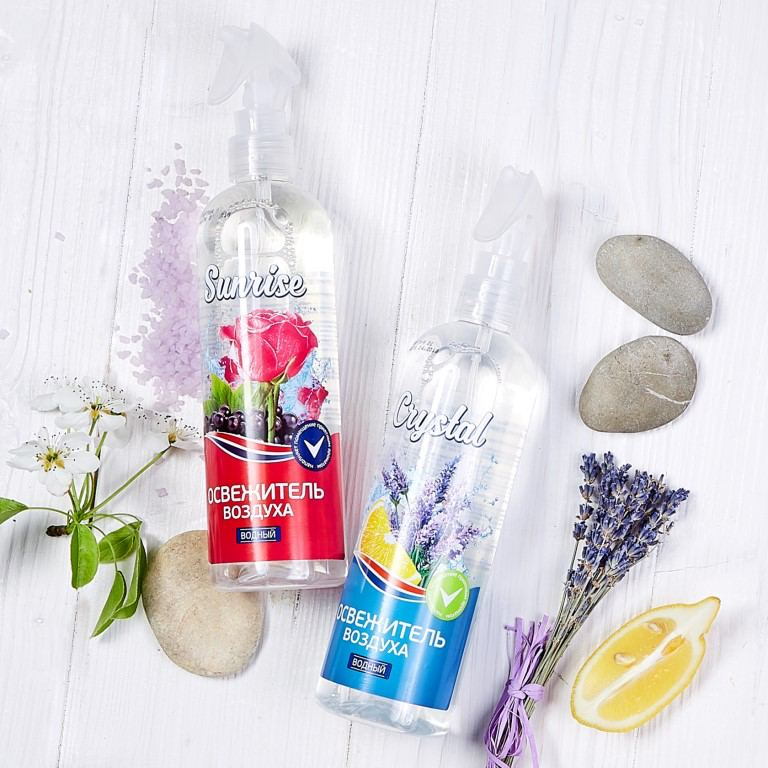 Sunrise
ОСВЕЖИТЕЛЬ
ВОЗДУХА
ВОДНЫЙ
Crystal
ОСВЕЖИТЕЛЬ
ВОЗДУХА
ВОДНЫЙ